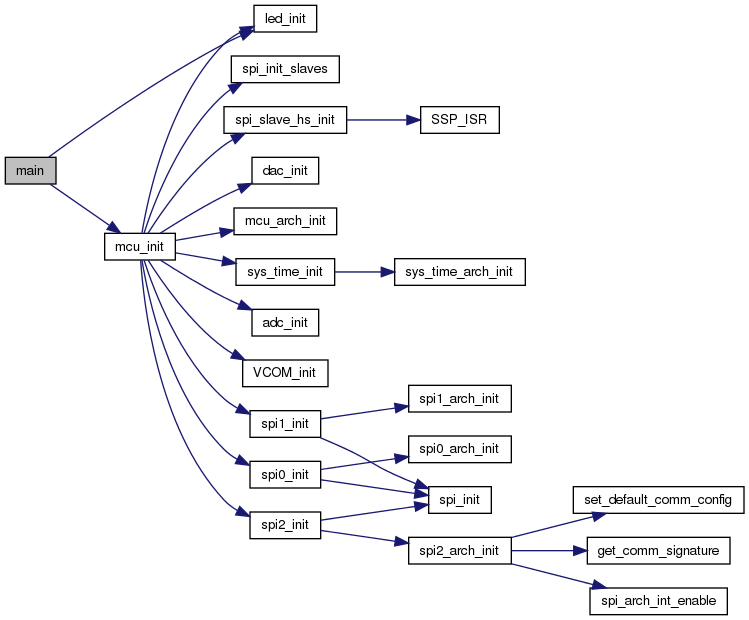 led_init
spi_init_slaves
spi_slave_hs_init
SSP_ISR
main
dac_init
mcu_arch_init
mcu_init
sys_time_init
sys_time_arch_init
adc_init
VCOM_init
spi1_arch_init
spi1_init
spi0_arch_init
spi0_init
spi_init
set_default_comm_config
spi2_init
spi2_arch_init
get_comm_signature
spi_arch_int_enable